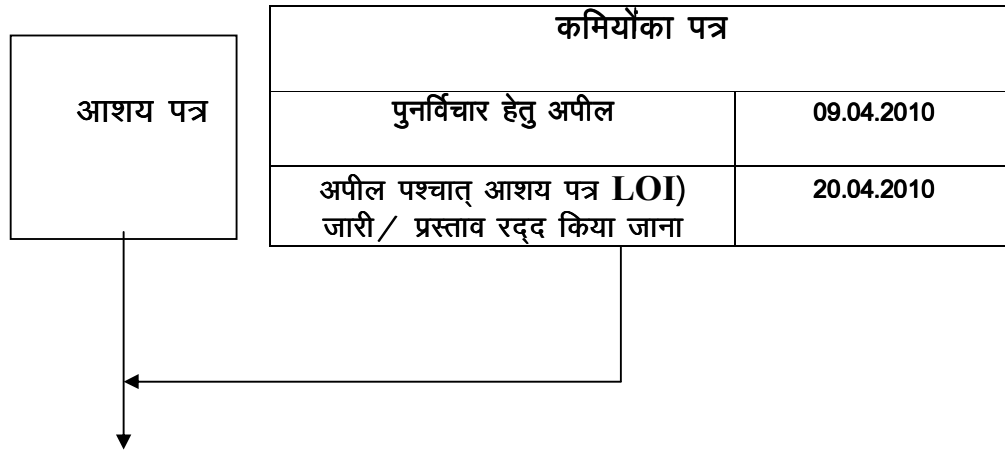 आशय पत्र
कमियोंका पत्र
पुनर्विचार हेतु अपील 09.04.2010
अपील पश्चात् आशय पत्र LOI) 20.04.2010
जारी/ प्रस्ताव रद्द किया जाना